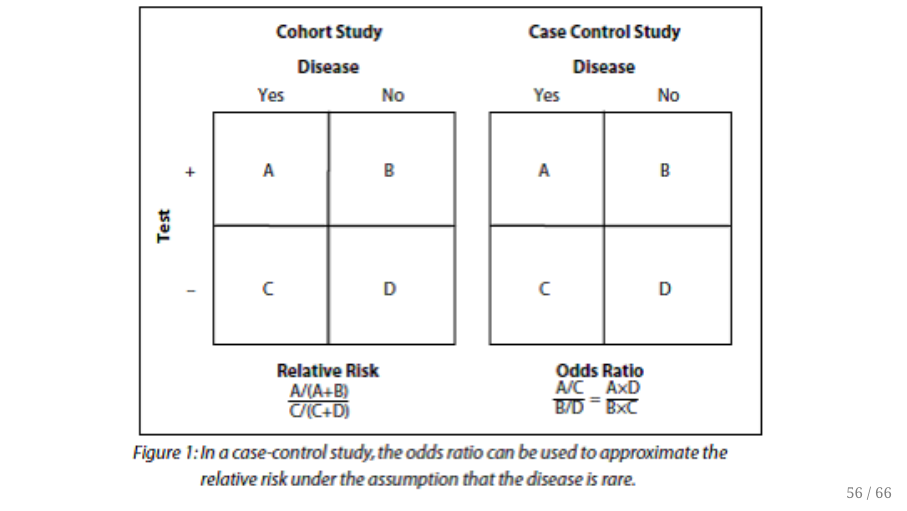 Cohort Study
Case Control Study
Disease
Disease
Yes No
Yes No
Test
+ A B
A B
– C D
C D
Relative Risk
A/(A+B)
C/(C+D)
Odds Ratio
A/C = A×D
B/D B×C
Figure 1: In a case-control study, the odds ratio can be used to approximate the
relative risk under the assumption that the disease is rare.
56 / 66